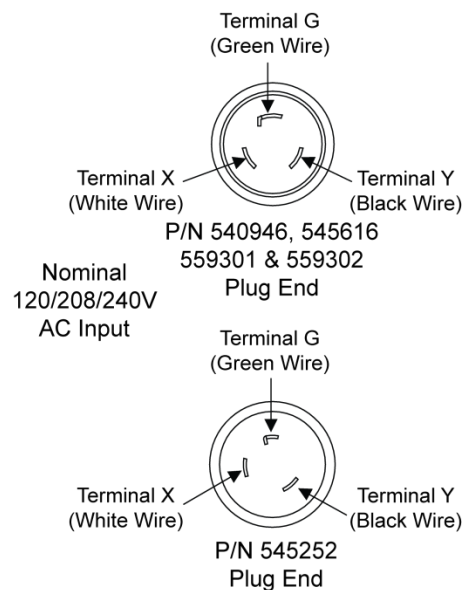 Terminal G
(Green Wire)
Terminal X
(White Wire)
Terminal Y
(Black Wire)
P/N 540946, 545616
559301 & 559302
Plug End
Nominal
120/208/240V
AC Input
Terminal G
(Green Wire)
Terminal X
(White Wire)
Terminal Y
(Black Wire)
P/N 545252
Plug End